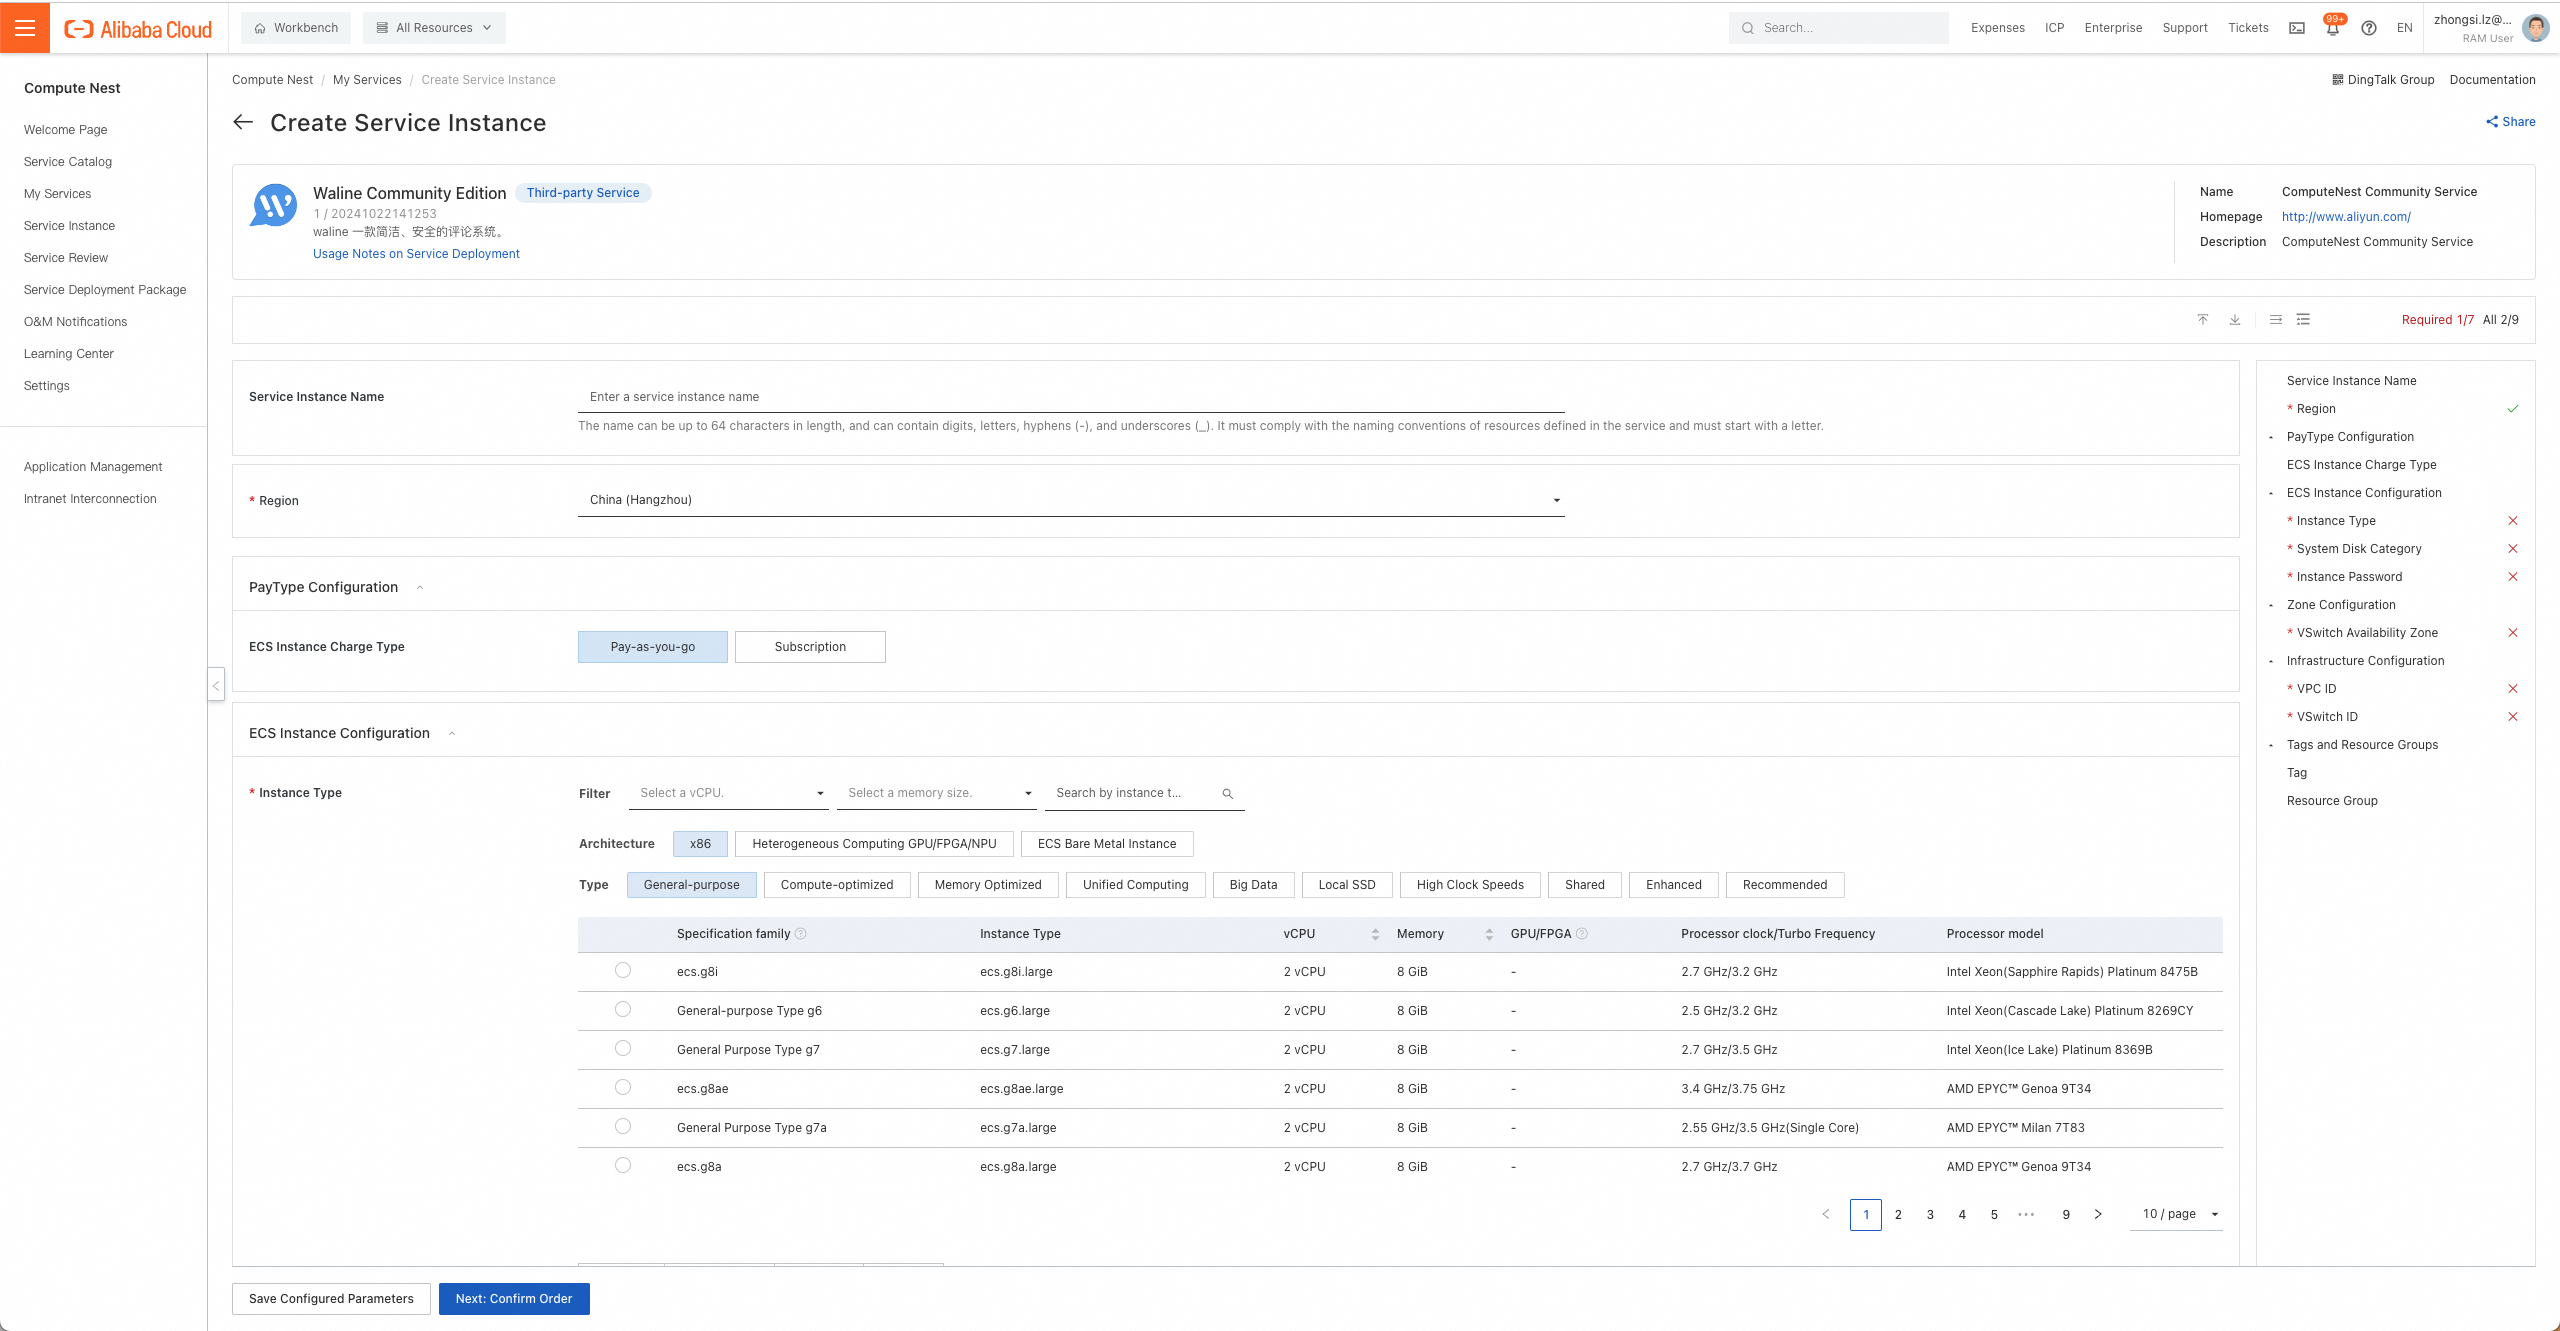 Alibaba Cloud
Workbench
All Resources
Search...
Expenses
ICP
Enterprise
Support
Tickets
99+
EN
zhongsi.lz@...
RAM User
Compute Nest
Welcome Page
Service Catalog
My Services
Service Instance
Service Review
Service Deployment Package
O&M Notifications
Learning Center
Settings
Application Management
Intranet Interconnection
Compute Nest / My Services / Create Service Instance
DingTalk Group
Documentation
Create Service Instance
Share
Waline Community Edition
Third-party Service
1 / 20241022141253
waline 一款简洁、安全的评论系统。
Usage Notes on Service Deployment
Name ComputeNest Community Service
Homepage http://www.aliyun.com/
Description ComputeNest Community Service
Required 1/7 All 2/9
Service Instance Name
Enter a service instance name
The name can be up to 64 characters in length, and can contain digits, letters, hyphens (-), and underscores (_). It must comply with the naming conventions of resources defined in the service and must start with a letter.
* Region
China (Hangzhou)
PayType Configuration
ECS Instance Charge Type
Pay-as-you-go
Subscription
ECS Instance Configuration
* Instance Type
Filter
Select a vCPU.
Select a memory size.
Search by instance t...
Architecture
x86
Heterogeneous Computing GPU/FPGA/NPU
ECS Bare Metal Instance
Type
General-purpose
Compute-optimized
Memory Optimized
Unified Computing
Big Data
Local SSD
High Clock Speeds
Shared
Enhanced
Recommended
Specification family Instance Type vCPU Memory GPU/FPGA Processor clock/Turbo Frequency Processor model
ecs.g8i ecs.g8i.large 2 vCPU 8 GiB - 2.7 GHz/3.2 GHz Intel Xeon(Sapphire Rapids) Platinum 8475B
General-purpose Type g6 ecs.g6.large 2 vCPU 8 GiB - 2.5 GHz/3.2 GHz Intel Xeon(Cascade Lake) Platinum 8269CY
General Purpose Type g7 ecs.g7.large 2 vCPU 8 GiB - 2.7 GHz/3.5 GHz Intel Xeon(Ice Lake) Platinum 8369B
ecs.g8ae ecs.g8ae.large 2 vCPU 8 GiB - 3.4 GHz/3.75 GHz AMD EPYC™ Genoa 9T34
General Purpose Type g7a ecs.g7a.large 2 vCPU 8 GiB - 2.55 GHz/3.5 GHz(Single Core) AMD EPYC™ Milan 7T83
ecs.g8a ecs.g8a.large 2 vCPU 8 GiB - 2.7 GHz/3.7 GHz AMD EPYC™ Genoa 9T34
< 1 2 3 4 5 ••• 9 > 10 / page
Save Configured Parameters
Next: Confirm Order
Service Instance Name
* Region
PayType Configuration
ECS Instance Charge Type
ECS Instance Configuration
* Instance Type
* System Disk Category
* Instance Password
Zone Configuration
* VSwitch Availability Zone
Infrastructure Configuration
* VPC ID
* VSwitch ID
Tags and Resource Groups
Tag
Resource Group